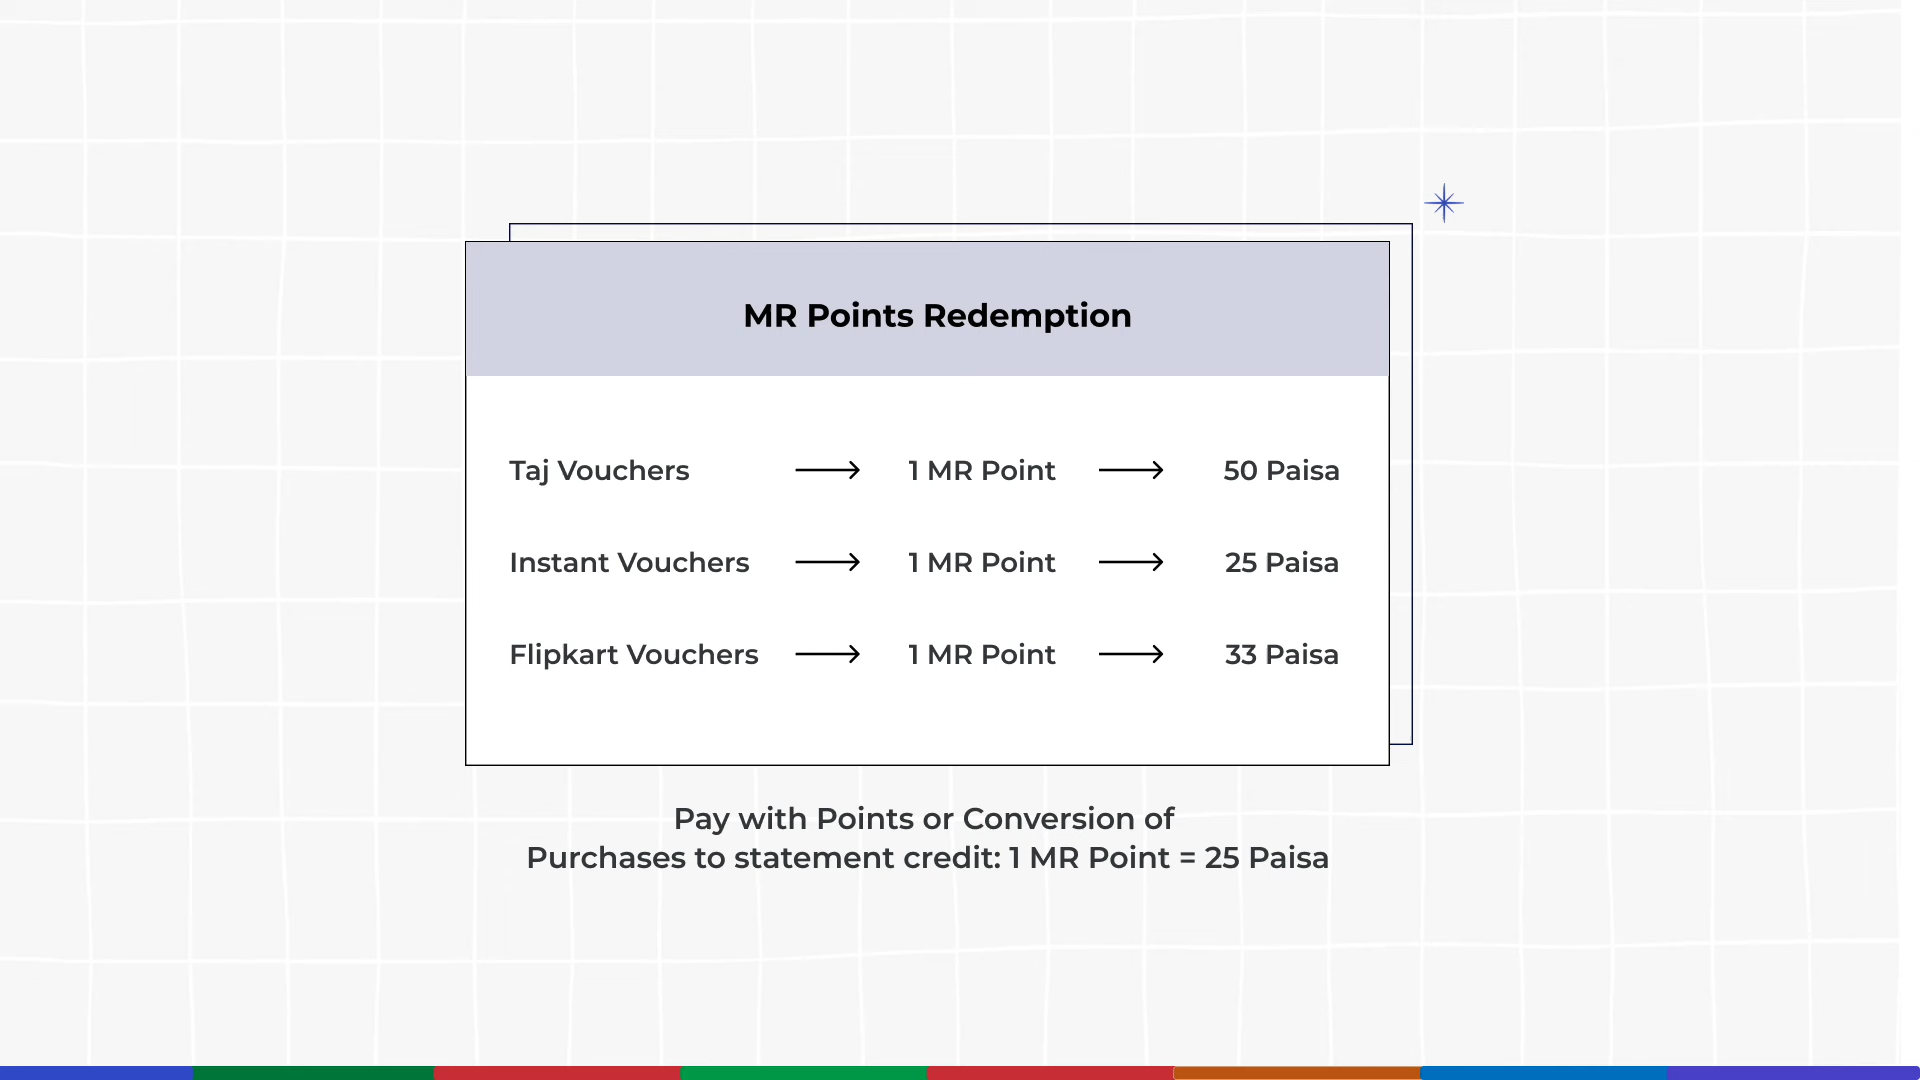 MR Points Redemption
Taj Vouchers → 1 MR Point → 50 Paisa
Instant Vouchers → 1 MR Point → 25 Paisa
Flipkart Vouchers → 1 MR Point → 33 Paisa
Pay with Points or Conversion of
Purchases to statement credit: 1 MR Point = 25 Paisa